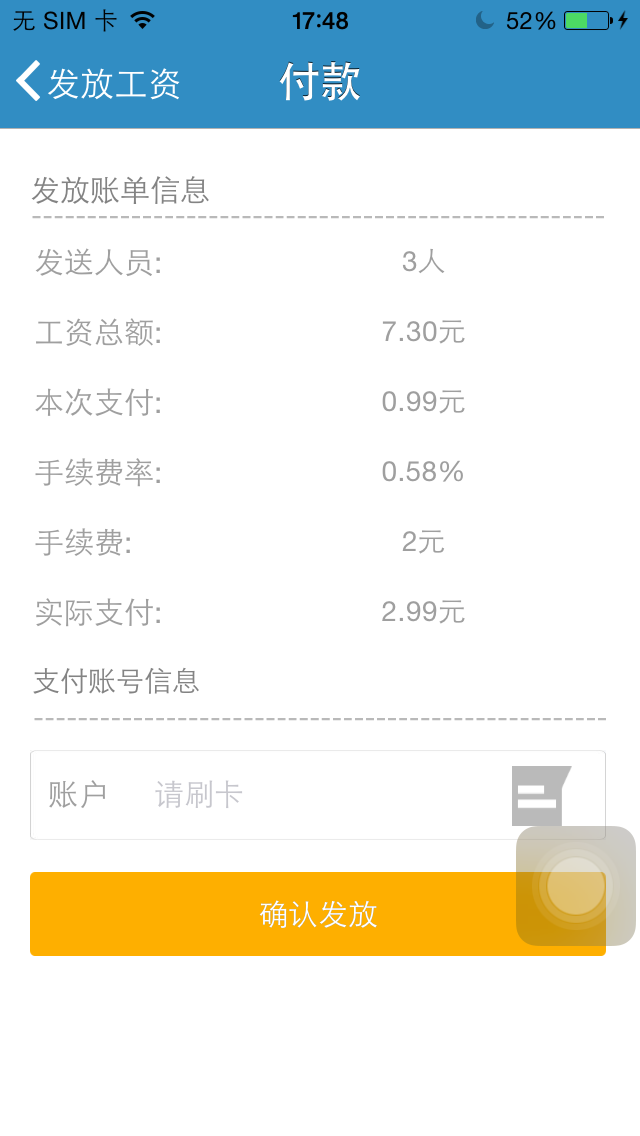 无 SIM 卡 17:48 52%
发放工资 付款
发放账单信息
发送人员: 3人
工资总额: 7.30元
本次支付: 0.99元
手续费率: 0.58%
手续费: 2元
实际支付: 2.99元
支付账号信息
账户 请刷卡
确认发放